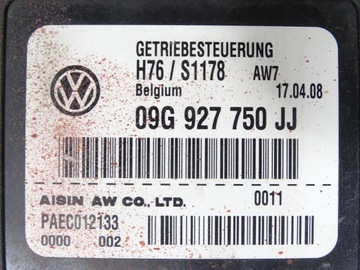 GETRIEBESTEUERUNG
H76 / S1178 AW7
Belgium 17.04.08
09G 927 750 JJ
AISIN AW CO., LTD. 0011
PAEC012133
0000 002